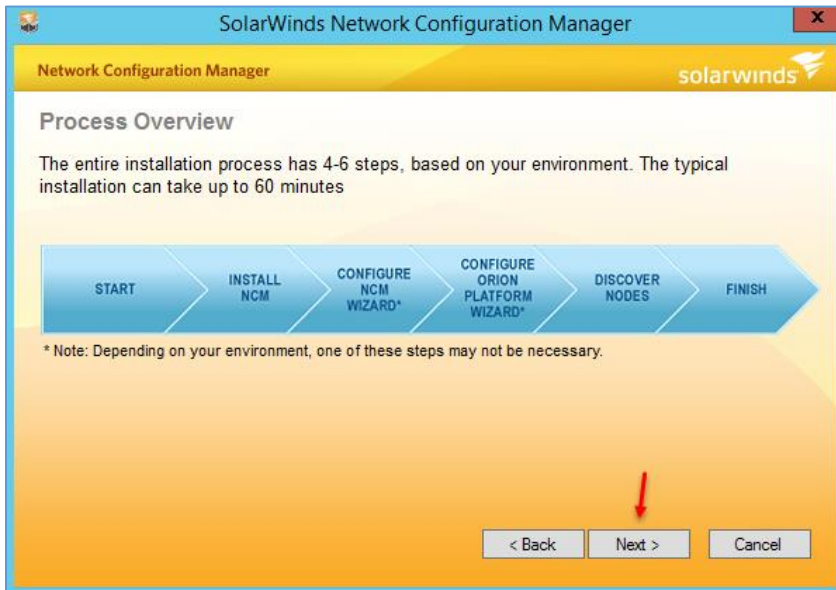 SolarWinds Network Configuration Manager
X
Network Configuration Manager
solarwinds
Process Overview
The entire installation process has 4-6 steps, based on your environment. The typical
installation can take up to 60 minutes
START
INSTALL
NCM
CONFIGURE
NCM
WIZARD*
CONFIGURE
ORION
PLATFORM
WIZARD*
DISCOVER
NODES
FINISH
* Note: Depending on your environment, one of these steps may not be necessary.
< Back
Next >
Cancel